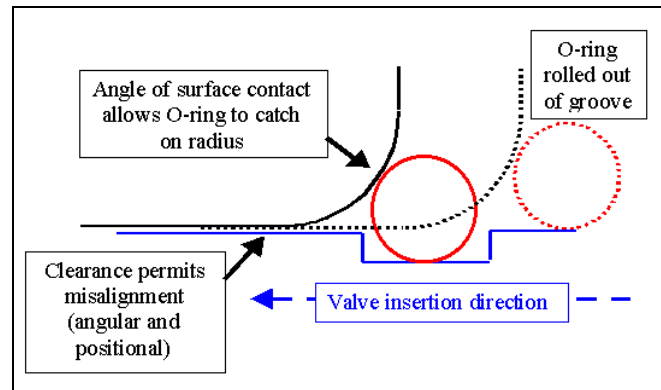 Angle of surface contact
allows O-ring to catch
on radius
O-ring
rolled out
of groove
Clearance permits
misalignment
(angular and
positional)
Valve insertion direction